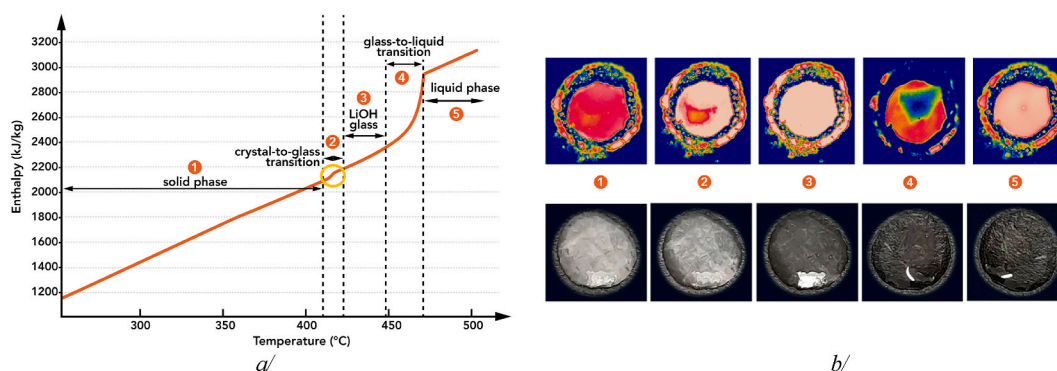 3200
3000
2800
2600
2400
2200
2000
1800
1600
1400
1200
Enthalpy (kJ/kg)
glass-to-liquid
transition
4
liquid phase
5
3
LiOH
glass
2
crystal-to-glass
transition
1
solid phase
300
400
450
500
Temperature (°C)
a/
1
2
3
4
5
b/